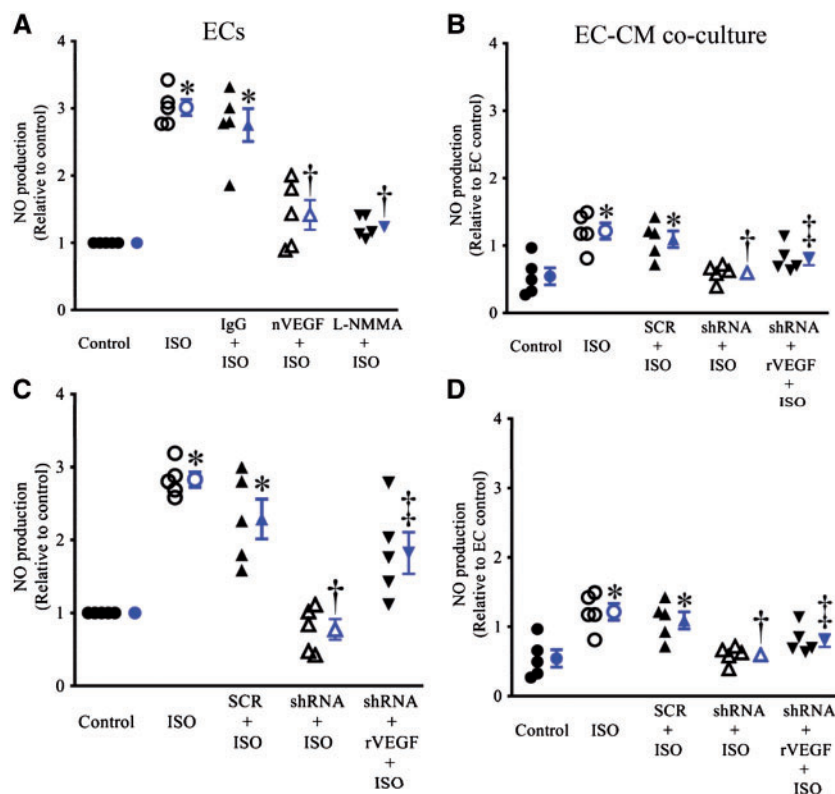 A
ECs
NO production
(Relative to control)
4
3
2
1
0
*
*
†
†
Control
ISO
IgG
+
ISO
nVEGF
+
ISO
L-NMMA
+
ISO
B
EC-CM co-culture
NO production
(Relative to EC control)
4
3
2
1
0
*
*
†
‡
Control
ISO
SCR
+
ISO
shRNA
+
ISO
shRNA
+
rVEGF
+
ISO
C
NO production
(Relative to control)
4
3
2
1
0
*
*
†
‡
Control
ISO
SCR
+
ISO
shRNA
+
ISO
shRNA
+
rVEGF
+
ISO
D
NO production
(Relative to EC control)
4
3
2
1
0
*
*
†
‡
Control
ISO
SCR
+
ISO
shRNA
+
ISO
shRNA
+
rVEGF
+
ISO